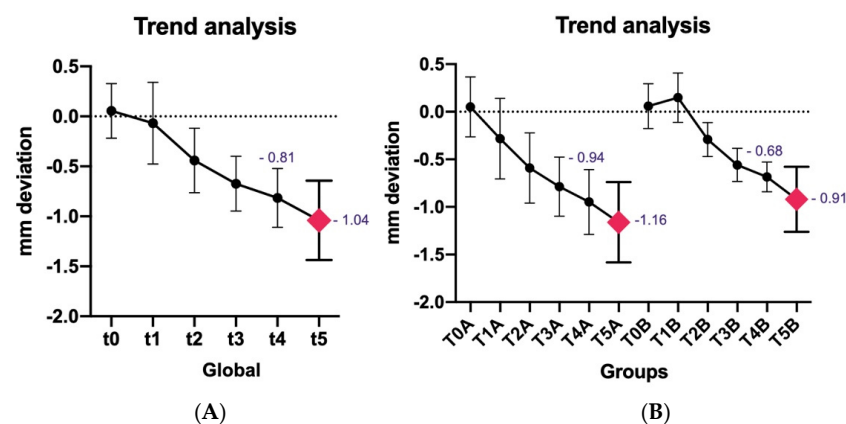 Trend analysis
0.5
0.0
-0.5
-1.0
-1.5
-2.0
mm deviation
- 0.81
- 1.04
t0 t1 t2 t3 t4 t5
Global
(A)
Trend analysis
0.5
0.0
-0.5
-1.0
-1.5
-2.0
mm deviation
- 0.94
-1.16
- 0.68
- 0.91
T0A T1A T2A T3A T4A T5A T0B T1B T2B T3B T4B T5B
Groups
(B)